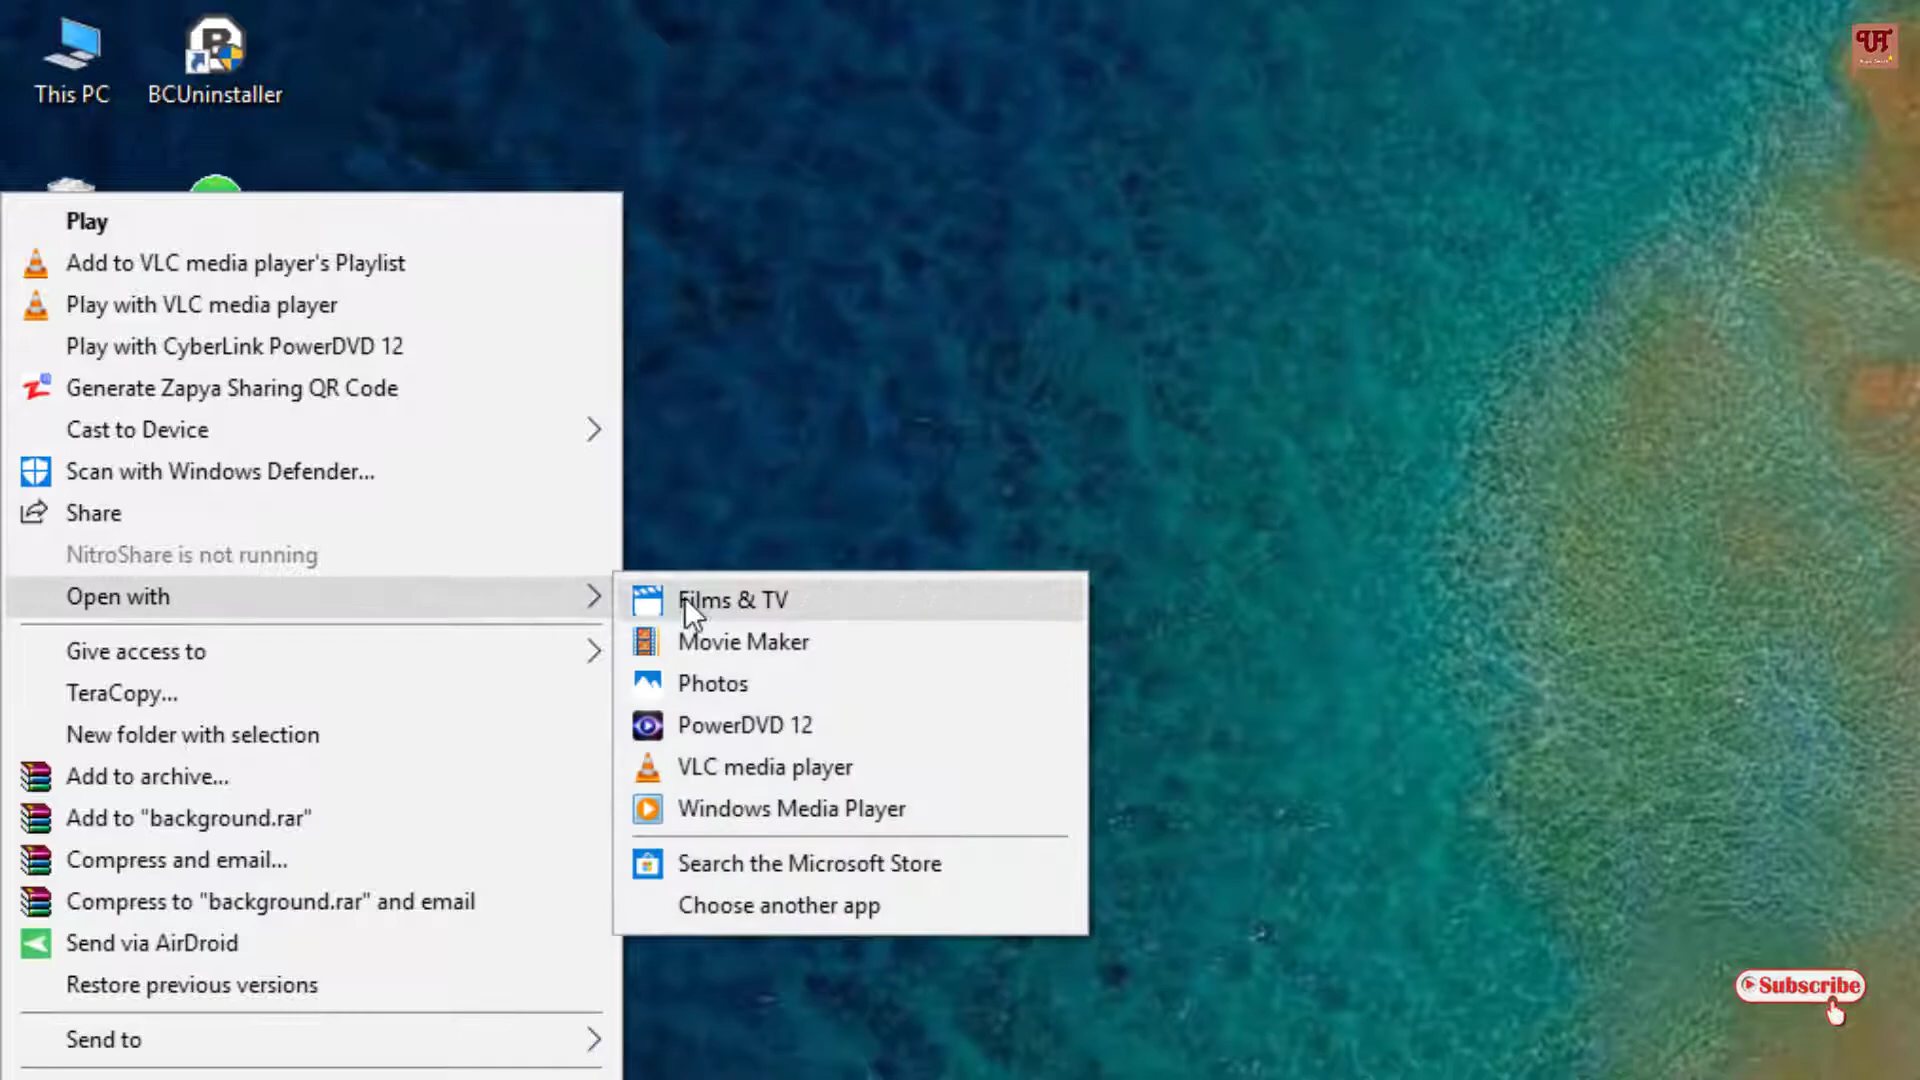 This PC
BCUninstaller
Play
Add to VLC media player's Playlist
Play with VLC media player
Play with CyberLink PowerDVD 12
Generate Zapya Sharing QR Code
Cast to Device
Scan with Windows Defender...
Share
NitroShare is not running
Open with
Films & TV
Movie Maker
Photos
PowerDVD 12
VLC media player
Windows Media Player
Search the Microsoft Store
Choose another app
Give access to
TeraCopy...
New folder with selection
Add to archive...
Add to "background.rar"
Compress and email...
Compress to "background.rar" and email
Send via AirDroid
Restore previous versions
Send to
Subscribe